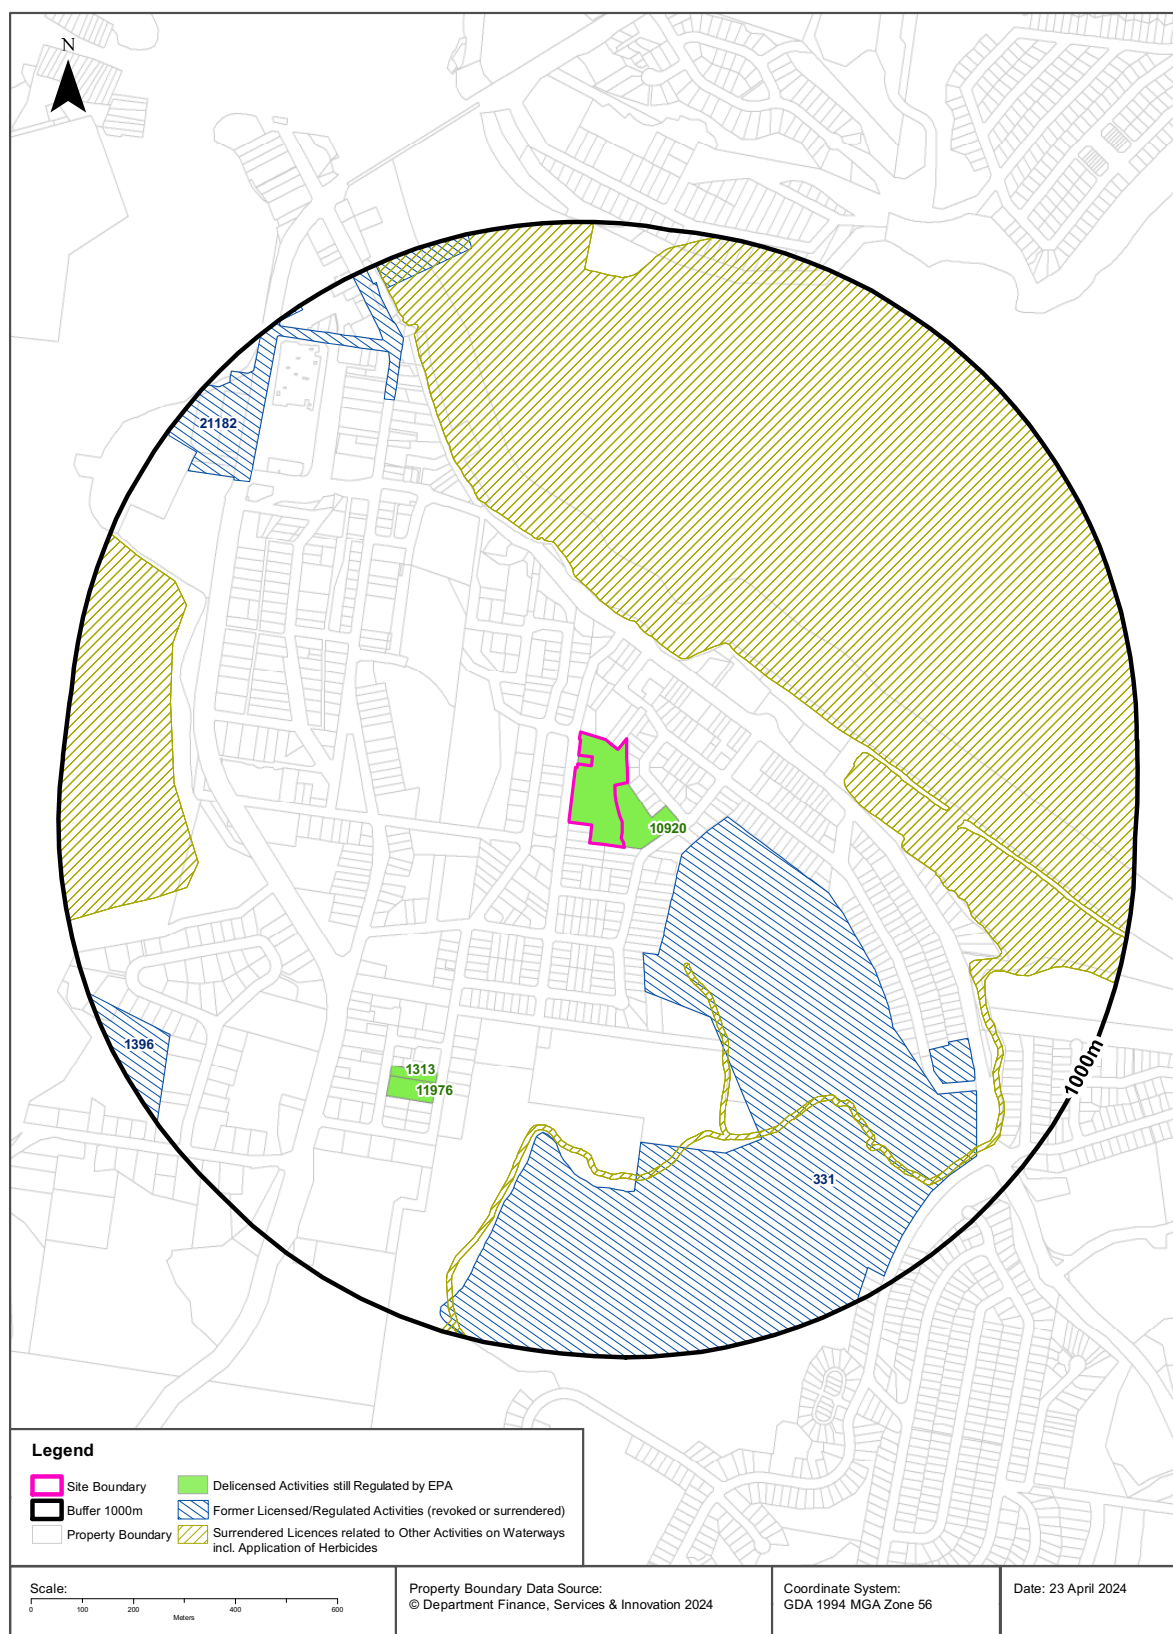 N
21182
10920
1000m
1396
1313
11976
331
Legend
Site Boundary
Delicensed Activities still Regulated by EPA
Buffer 1000m
Former Licensed/Regulated Activities (revoked or surrendered)
Property Boundary
Surrendered Licences related to Other Activities on Waterways
incl. Application of Herbicides
Scale:
0 100 200 400 600
Meters
Property Boundary Data Source:
© Department Finance, Services & Innovation 2024
Coordinate System:
GDA 1994 MGA Zone 56
Date: 23 April 2024